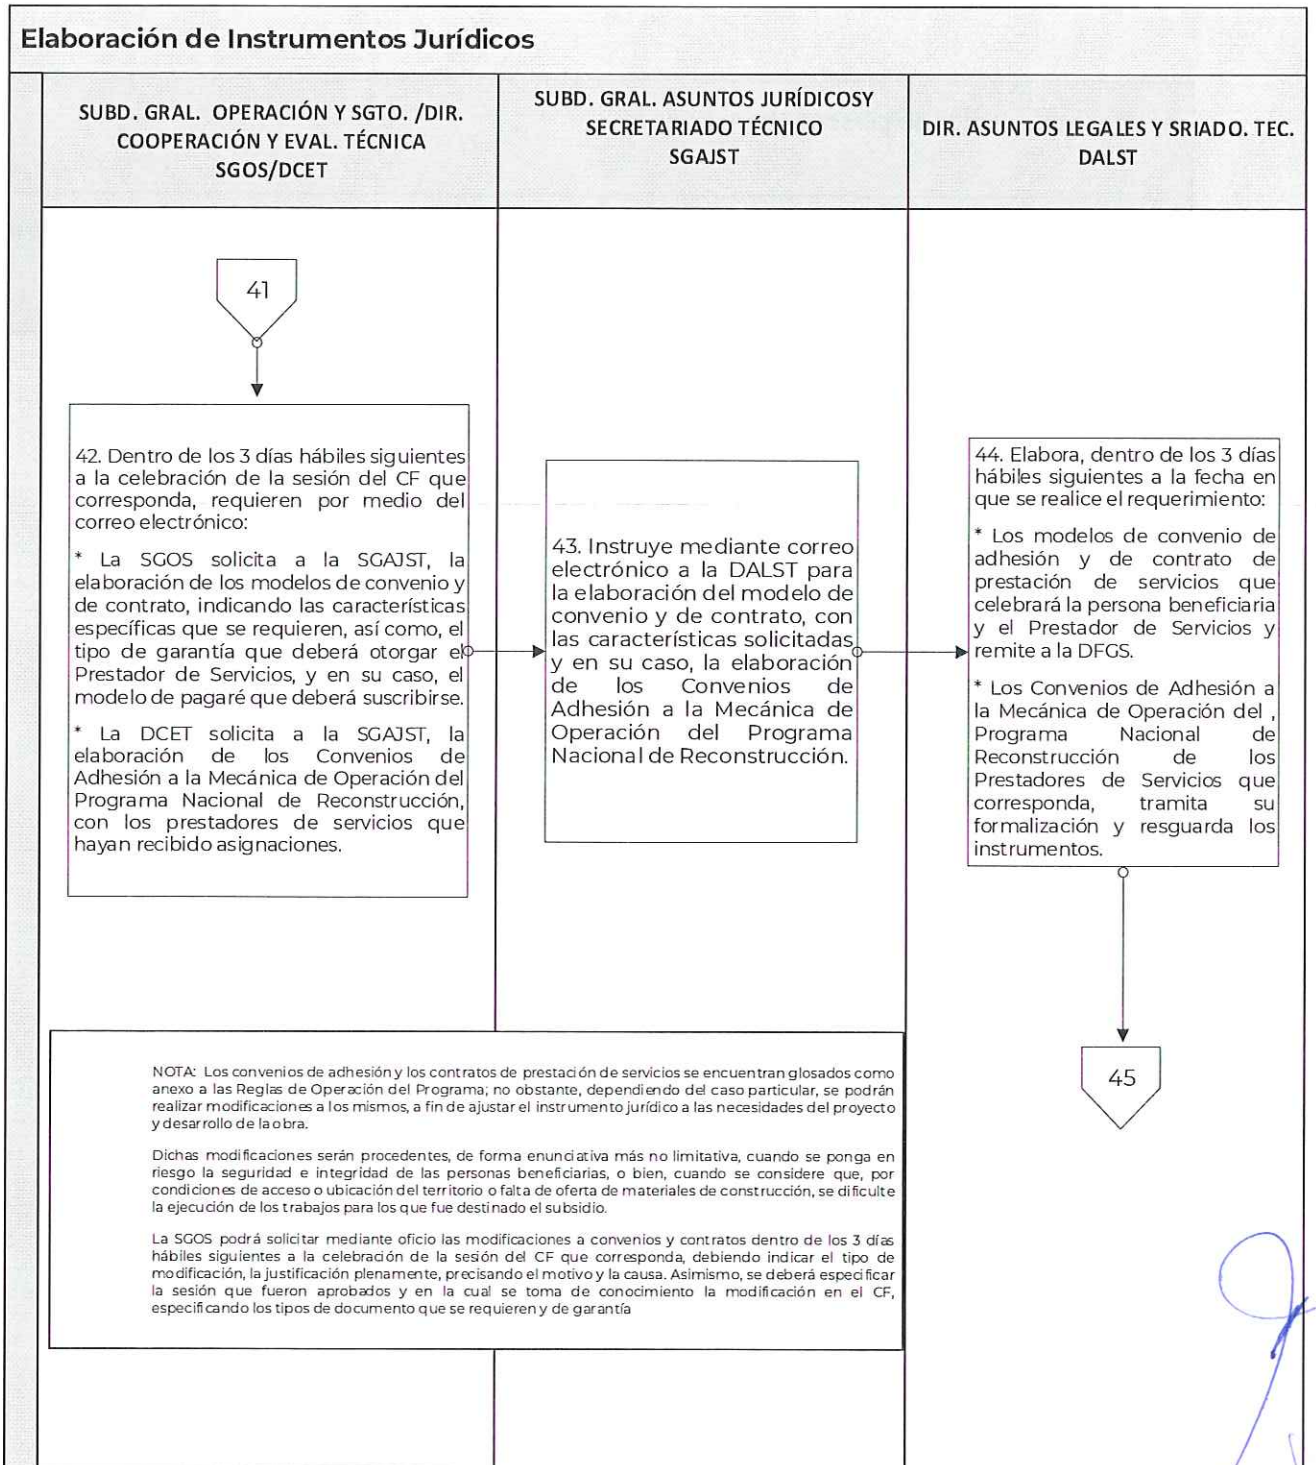 Elaboración de Instrumentos Jurídicos
SUBD. GRAL. OPERACIÓN Y SGTO. /DIR.
COOPERACIÓN Y EVAL. TÉCNICA
SGOS/DCET
SUBD. GRAL. ASUNTOS JURÍDICOSY
SECRETARIADO TÉCNICO
SGAJST
DIR. ASUNTOS LEGALES Y SRIADO. TEC.
DALST
41
42. Dentro de los 3 días hábiles siguientes
a la celebración de la sesión del CF que
corresponda, requieren por medio del
correo electrónico:
* La SGOS solicita a la SGAJST, la
elaboración de los modelos de convenio y
de contrato, indicando las características
específicas que se requieren, así como, el
tipo de garantía que deberá otorgar el
Prestador de Servicios, y en su caso, el
modelo de pagaré que deberá suscribirse.
* La DCET solicita a la SGAJST, la
elaboración de los Convenios de
Adhesión a la Mecánica de Operación del
Programa Nacional de Reconstrucción,
con los prestadores de servicios que
hayan recibido asignaciones.
43. Instruye mediante correo
electrónico a la DALST para
la elaboración del modelo de
convenio y de contrato, con
las características solicitadas
y en su caso, la elaboración
de los Convenios de
Adhesión a la Mecánica de
Operación del Programa
Nacional de Reconstrucción.
44. Elabora, dentro de los 3 días
hábiles siguientes a la fecha en
que se realice el requerimiento:
* Los modelos de convenio de
adhesión y de contrato de
prestación de servicios que
celebrará la persona beneficiaria
y el Prestador de Servicios y
remite a la DFGS.
* Los Convenios de Adhesión a
la Mecánica de Operación del ,
Programa Nacional de
Reconstrucción de los
Prestadores de Servicios que
corresponda, tramita su
formalización y resguarda los
instrumentos.
45
NOTA: Los convenios de adhesión y los contratos de prestación de servicios se encuentran glosados como
anexo a las Reglas de Operación del Programa; no obstante, dependiendo del caso particular, se podrán
realizar modificaciones a los mismos, a fin de ajustar el instrumento jurídico a las necesidades del proyecto
y desarrollo de la obra.
Dichas modificaciones serán procedentes, de forma enunciativa más no limitativa, cuando se ponga en
riesgo la seguridad e integridad de las personas beneficiarias, o bien, cuando se considere que, por
condiciones de acceso o ubicación del territorio o falta de oferta de materiales de construcción, se dificulte
la ejecución de los trabajos para los que fue destinado el subsidio.
La SGOS podrá solicitar mediante oficio las modificaciones a convenios y contratos dentro de los 3 días
hábiles siguientes a la celebración de la sesión del CF que corresponda, debiendo indicar el tipo de
modificación, la justificación plenamente, precisando el motivo y la causa. Asimismo, se deberá especificar
la sesión que fueron aprobados y en la cual se toma de conocimiento la modificación en el CF,
especificando los tipos de documento que se requieren y de garantía